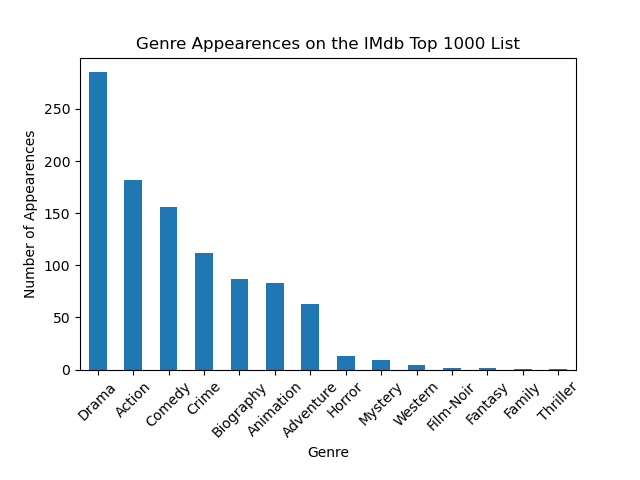 Genre Appearences on the IMdb Top 1000 List
Number of Appearences
250
200
150
100
50
0
Drama
Action
Comedy
Crime
Biography
Animation
Adventure
Horror
Mystery
Western
Film-Noir
Fantasy
Family
Thriller
Genre